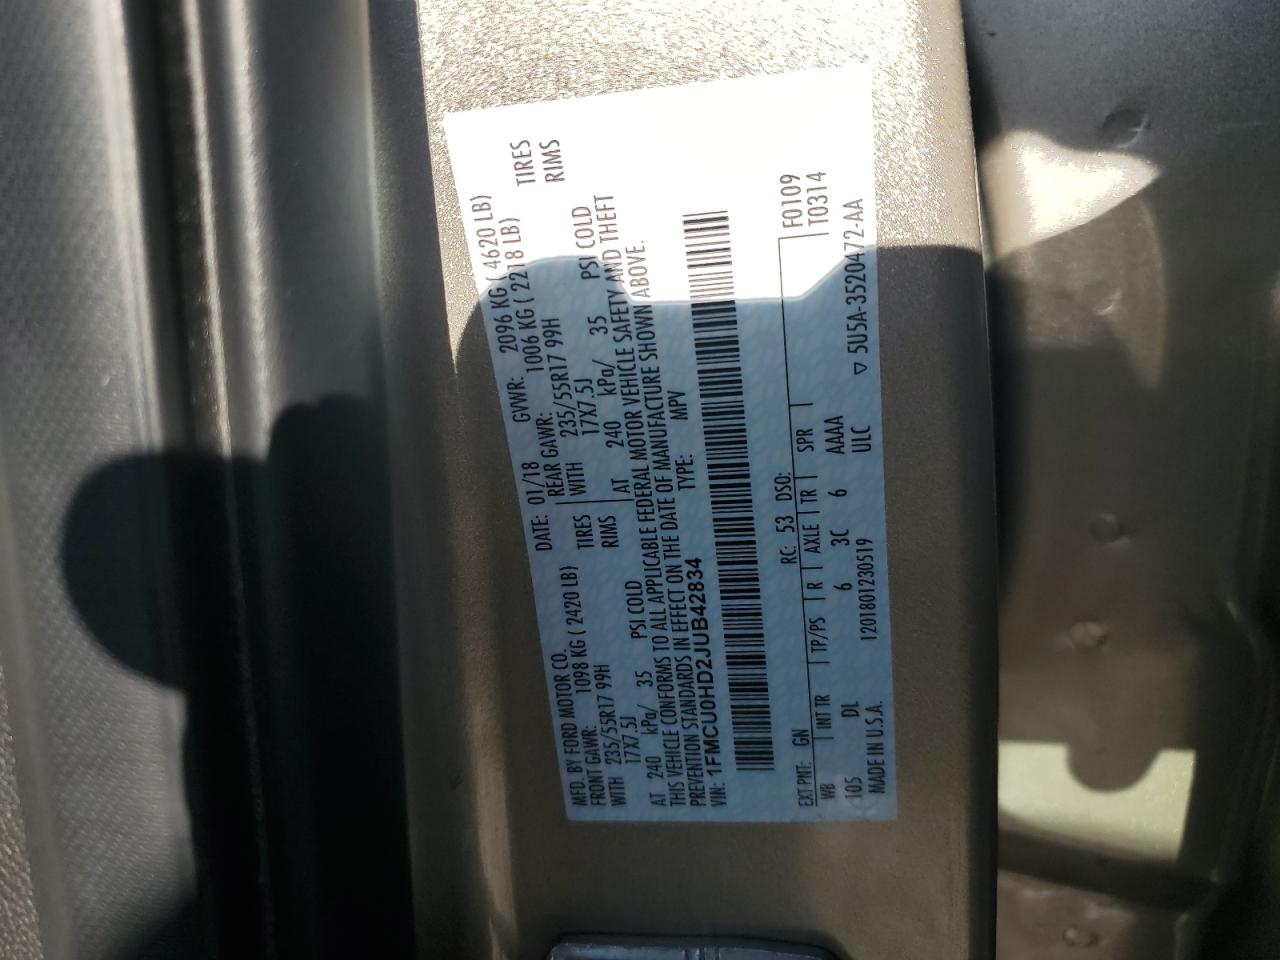 MFD. BY FORD MOTOR CO.
DATE: 01/18 GVWR: 2096 KG ( 4620 LB)
FRONT GAWR: 1098 KG ( 2420 LB) REAR GAWR: 1006 KG ( 2218 LB)
WITH 235/55R17 99H TIRES WITH 235/55R17 99H TIRES
17X7.5J RIMS 17X7.5J RIMS
AT 240 kPa/ 35 PSI COLD AT 240 kPa/ 35 PSI COLD
THIS VEHICLE CONFORMS TO ALL APPLICABLE FEDERAL MOTOR VEHICLE SAFETY AND THEFT
PREVENTION STANDARDS IN EFFECT ON THE DATE OF MANUFACTURE SHOWN ABOVE.
VIN: 1FMCU0HD2JUB42834 TYPE: MPV
F0109
T0314
EXT PNT: GN RC: 53 DSO:
WB INT TR TP/PS R AXLE TR SPR
105 DL 6 3C 6 AAAA
MADE IN U.S.A. 1201801230519 ULC ▽ 5U5A-3520472-AA